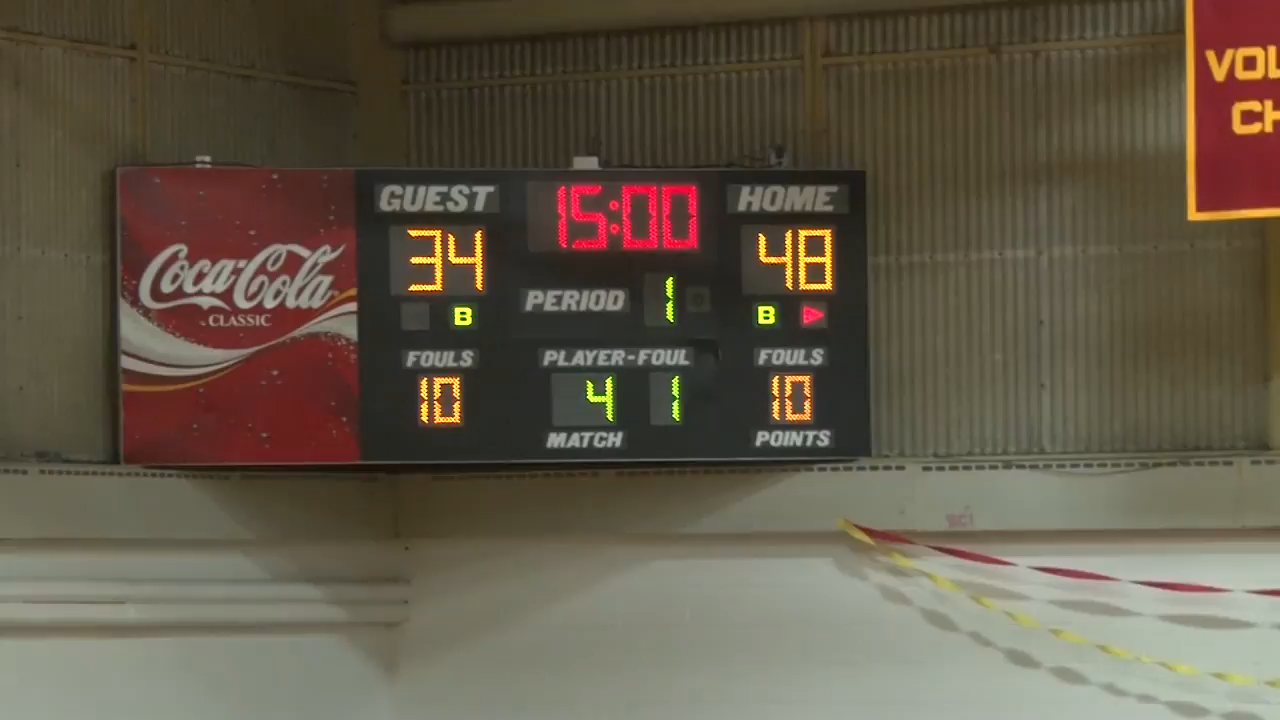 GUEST 15:00 HOME
34 48
PERIOD 1
B B
Coca-Cola
CLASSIC
FOULS PLAYER-FOUL FOULS
10 4 1 10
MATCH POINTS
VOL
CH